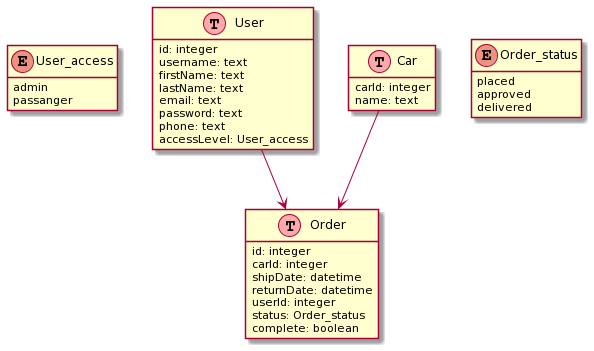 E User_access
admin
passanger
T User
id: integer
username: text
firstName: text
lastName: text
email: text
password: text
phone: text
accessLevel: User_access
T Car
carId: integer
name: text
E Order_status
placed
approved
delivered
T Order
id: integer
carId: integer
shipDate: datetime
returnDate: datetime
userId: integer
status: Order_status
complete: boolean